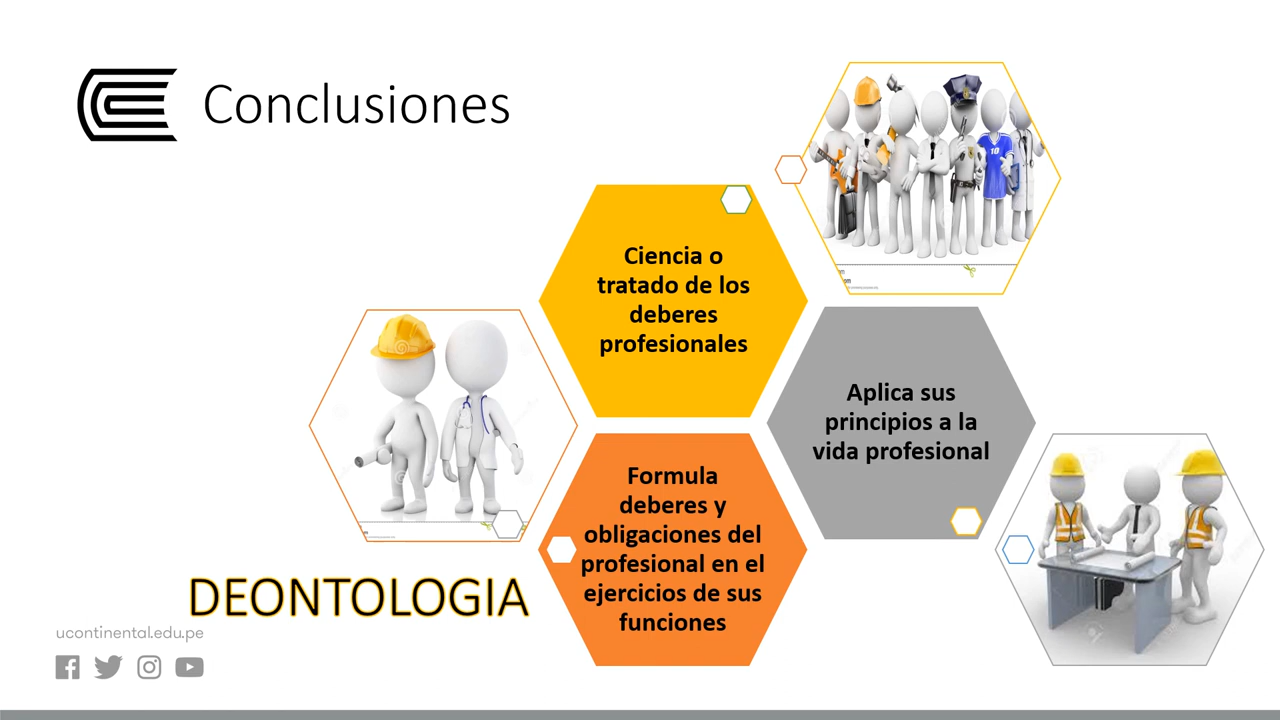 Conclusiones
Ciencia o
tratado de los
deberes
profesionales
Aplica sus
principios a la
vida profesional
Formula
deberes y
obligaciones del
profesional en el
ejercicios de sus
funciones
DEONTOLOGIA
ucontinental.edu.pe
10